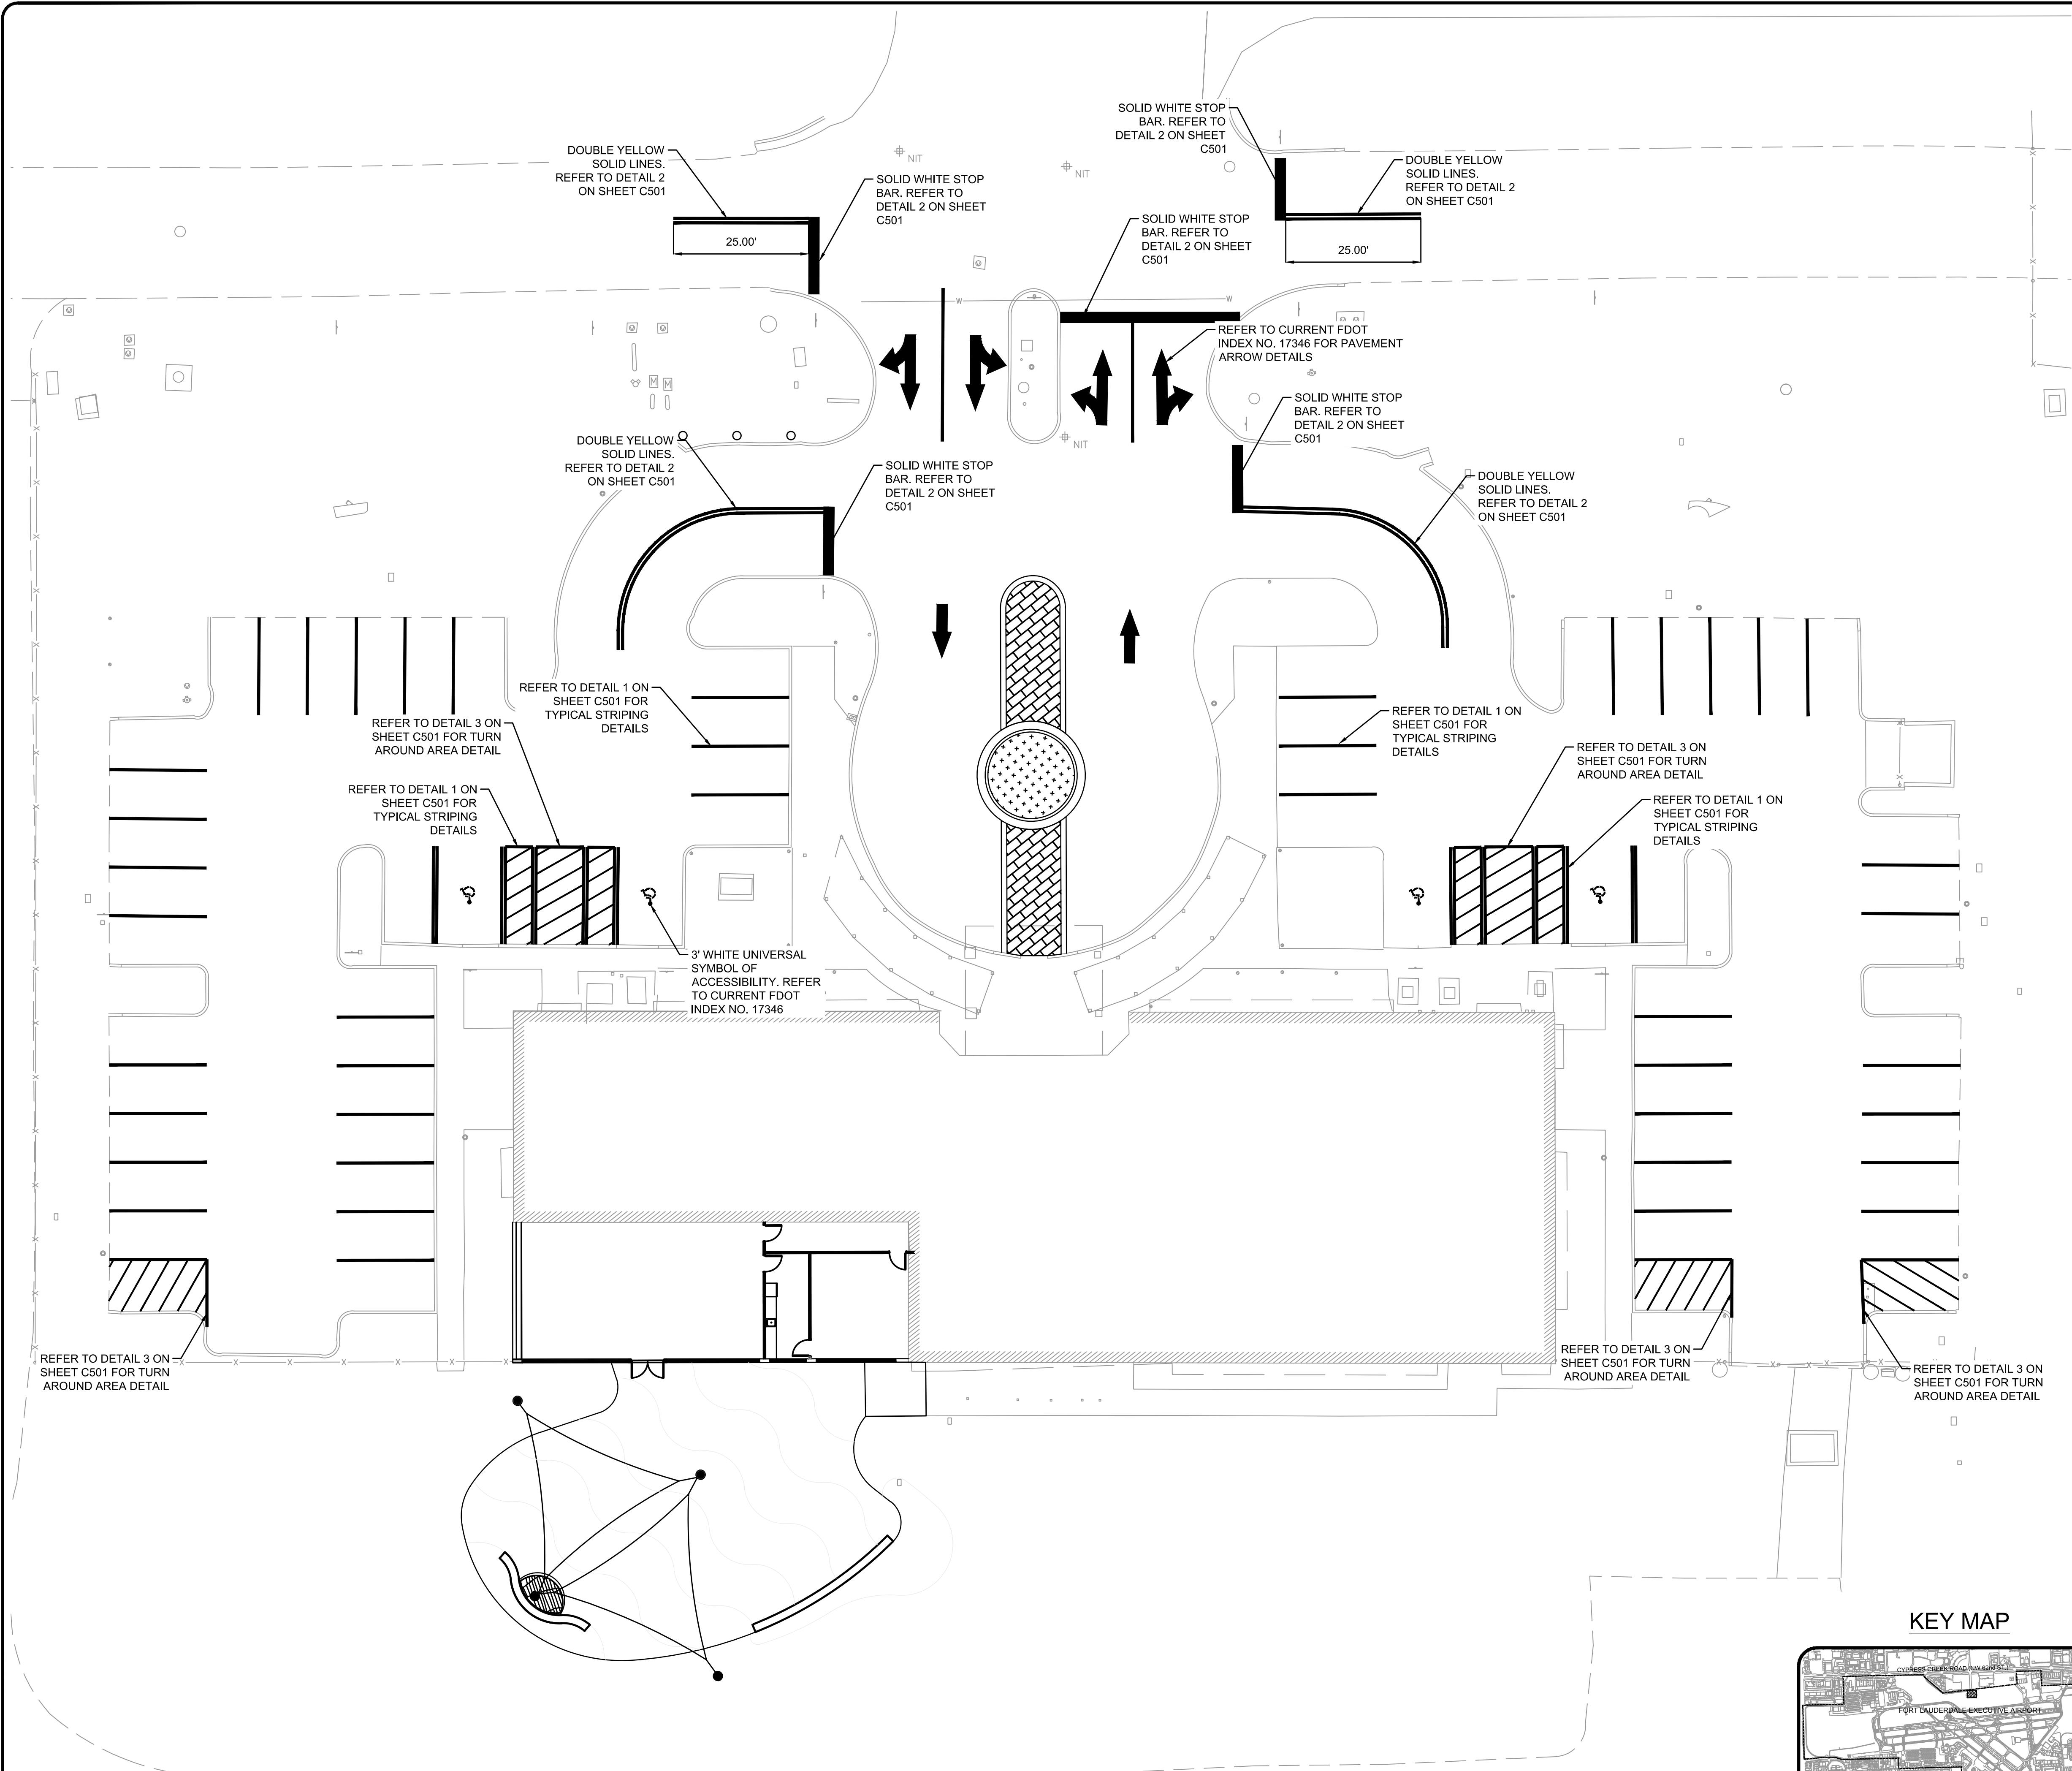 SOLID WHITE STOP
BAR. REFER TO
DETAIL 2 ON SHEET
C501
DOUBLE YELLOW
SOLID LINES.
REFER TO DETAIL 2
ON SHEET C501
NIT
NIT
DOUBLE YELLOW
SOLID LINES.
REFER TO DETAIL 2
ON SHEET C501
SOLID WHITE STOP
BAR. REFER TO
DETAIL 2 ON SHEET
C501
SOLID WHITE STOP
BAR. REFER TO
DETAIL 2 ON SHEET
C501
25.00'
25.00'
W
W
REFER TO CURRENT FDOT
INDEX NO. 17346 FOR PAVEMENT
ARROW DETAILS
M
M
SOLID WHITE STOP
BAR. REFER TO
DETAIL 2 ON SHEET
C501
NIT
DOUBLE YELLOW
SOLID LINES.
REFER TO DETAIL 2
ON SHEET C501
SOLID WHITE STOP
BAR. REFER TO
DETAIL 2 ON SHEET
C501
DOUBLE YELLOW
SOLID LINES.
REFER TO DETAIL 2
ON SHEET C501
REFER TO DETAIL 1 ON
SHEET C501 FOR
TYPICAL STRIPING
DETAILS
REFER TO DETAIL 3 ON
SHEET C501 FOR TURN
AROUND AREA DETAIL
REFER TO DETAIL 1 ON
SHEET C501 FOR
TYPICAL STRIPING
DETAILS
REFER TO DETAIL 3 ON
SHEET C501 FOR TURN
AROUND AREA DETAIL
REFER TO DETAIL 1 ON
SHEET C501 FOR
TYPICAL STRIPING
DETAILS
REFER TO DETAIL 1 ON
SHEET C501 FOR
TYPICAL STRIPING
DETAILS
3' WHITE UNIVERSAL
SYMBOL OF
ACCESSIBILITY. REFER
TO CURRENT FDOT
INDEX NO. 17346
REFER TO DETAIL 3 ON
SHEET C501 FOR TURN
AROUND AREA DETAIL
REFER TO DETAIL 3 ON
SHEET C501 FOR TURN
AROUND AREA DETAIL
REFER TO DETAIL 3 ON
SHEET C501 FOR TURN
AROUND AREA DETAIL
KEY MAP
CYPRESS CREEK ROAD (NW 62nd ST.)
FORT LAUDERDALE EXECUTIVE AIRPORT